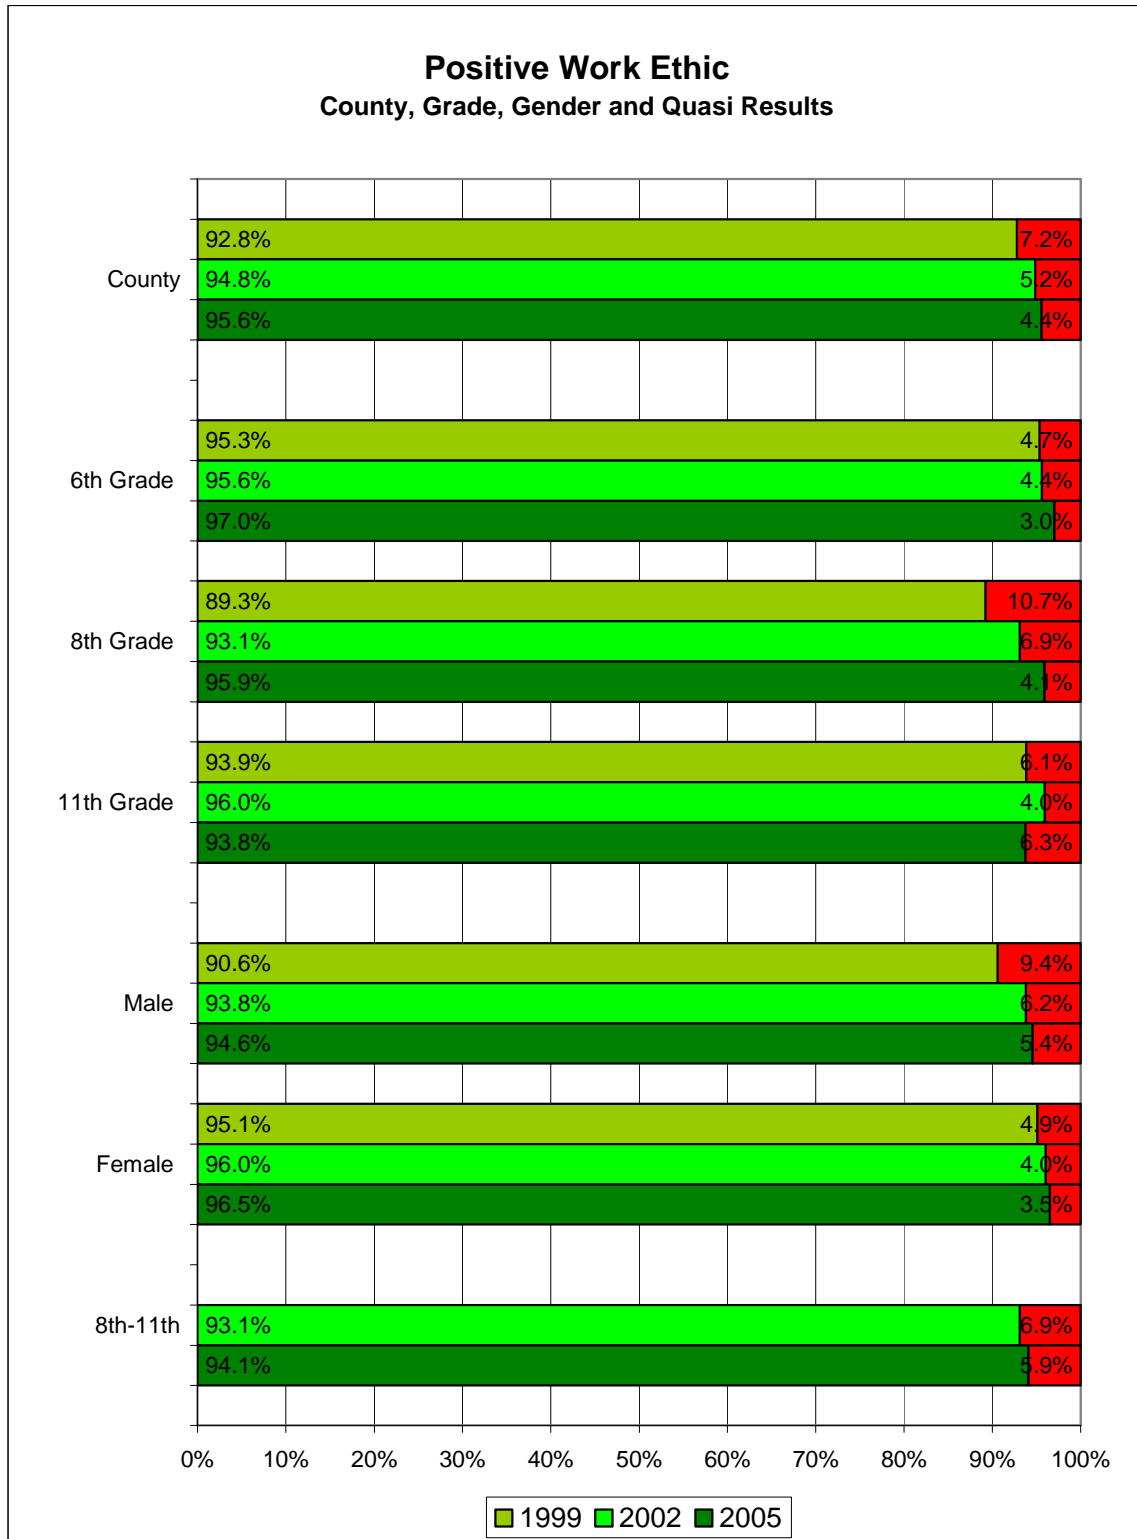 Positive Work Ethic
County, Grade, Gender and Quasi Results
92.8% 7.2%
County 94.8% 5.2%
95.6% 4.4%
95.3% 4.7%
6th Grade 95.6% 4.4%
97.0% 3.0%
89.3% 10.7%
8th Grade 93.1% 6.9%
95.9% 4.1%
93.9% 6.1%
11th Grade 96.0% 4.0%
93.8% 6.3%
90.6% 9.4%
Male 93.8% 6.2%
94.6% 5.4%
95.1% 4.9%
Female 96.0% 4.0%
96.5% 3.5%
8th-11th 93.1% 6.9%
94.1% 5.9%
0% 10% 20% 30% 40% 50% 60% 70% 80% 90% 100%
1999 2002 2005